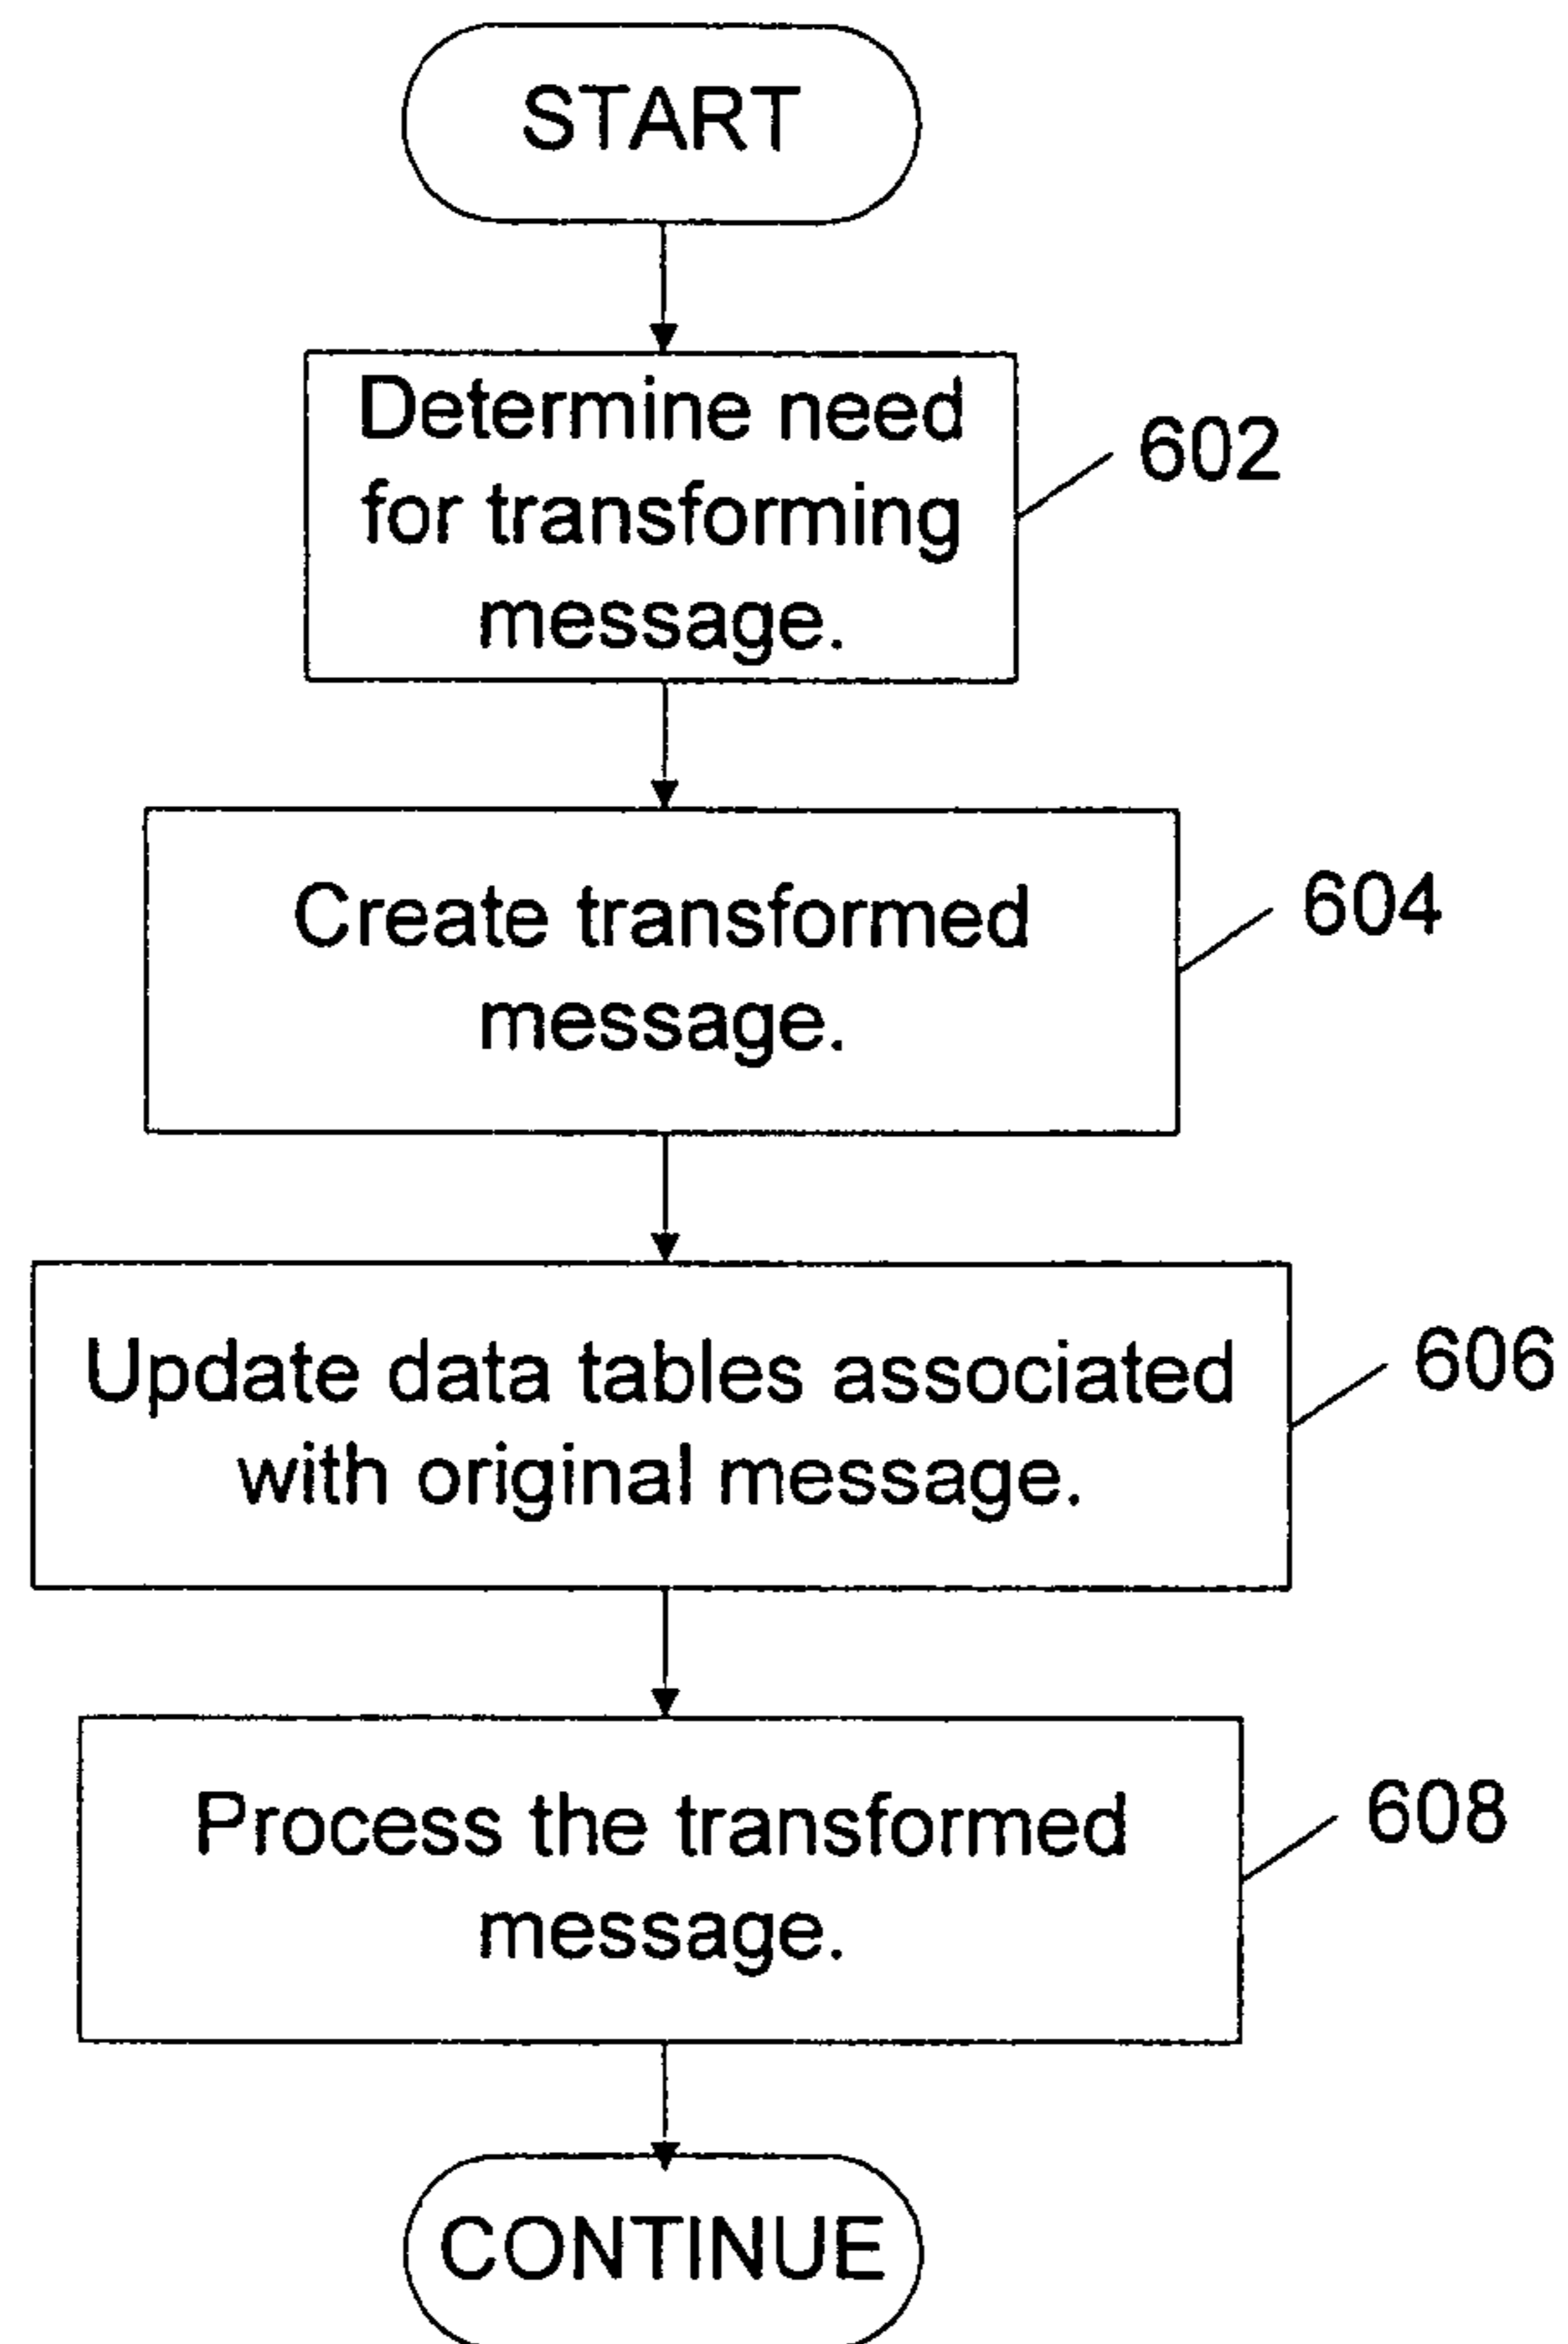 START
Determine need
for transforming
message.
602
Create transformed
message.
604
Update data tables associated
with original message.
606
Process the transformed
message.
608
CONTINUE